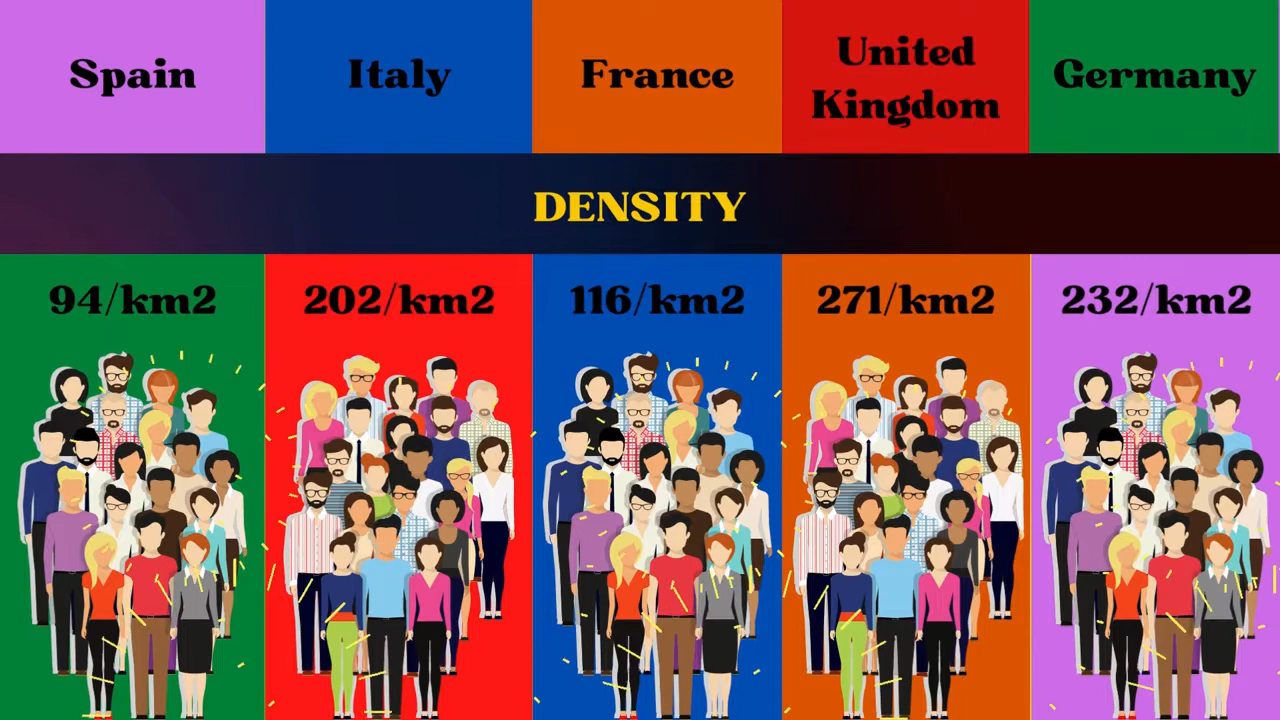 Spain
Italy
France
United
Kingdom
Germany
DENSITY
94/km2
202/km2
116/km2
271/km2
232/km2